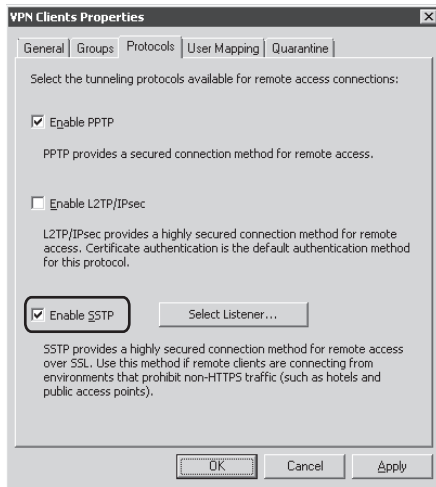 VPN Clients Properties
General Groups Protocols User Mapping Quarantine
Select the tunneling protocols available for remote access connections:
Enable PPTP
PPTP provides a secured connection method for remote access.
Enable L2TP/IPsec
L2TP/IPsec provides a highly secured connection method for remote
access. Certificate authentication is the default authentication method
for this protocol.
Enable SSTP Select Listener...
SSTP provides a highly secured connection method for remote access
over SSL. Use this method if remote clients are connecting from
environments that prohibit non-HTTPS traffic (such as hotels and
public access points).
OK Cancel Apply